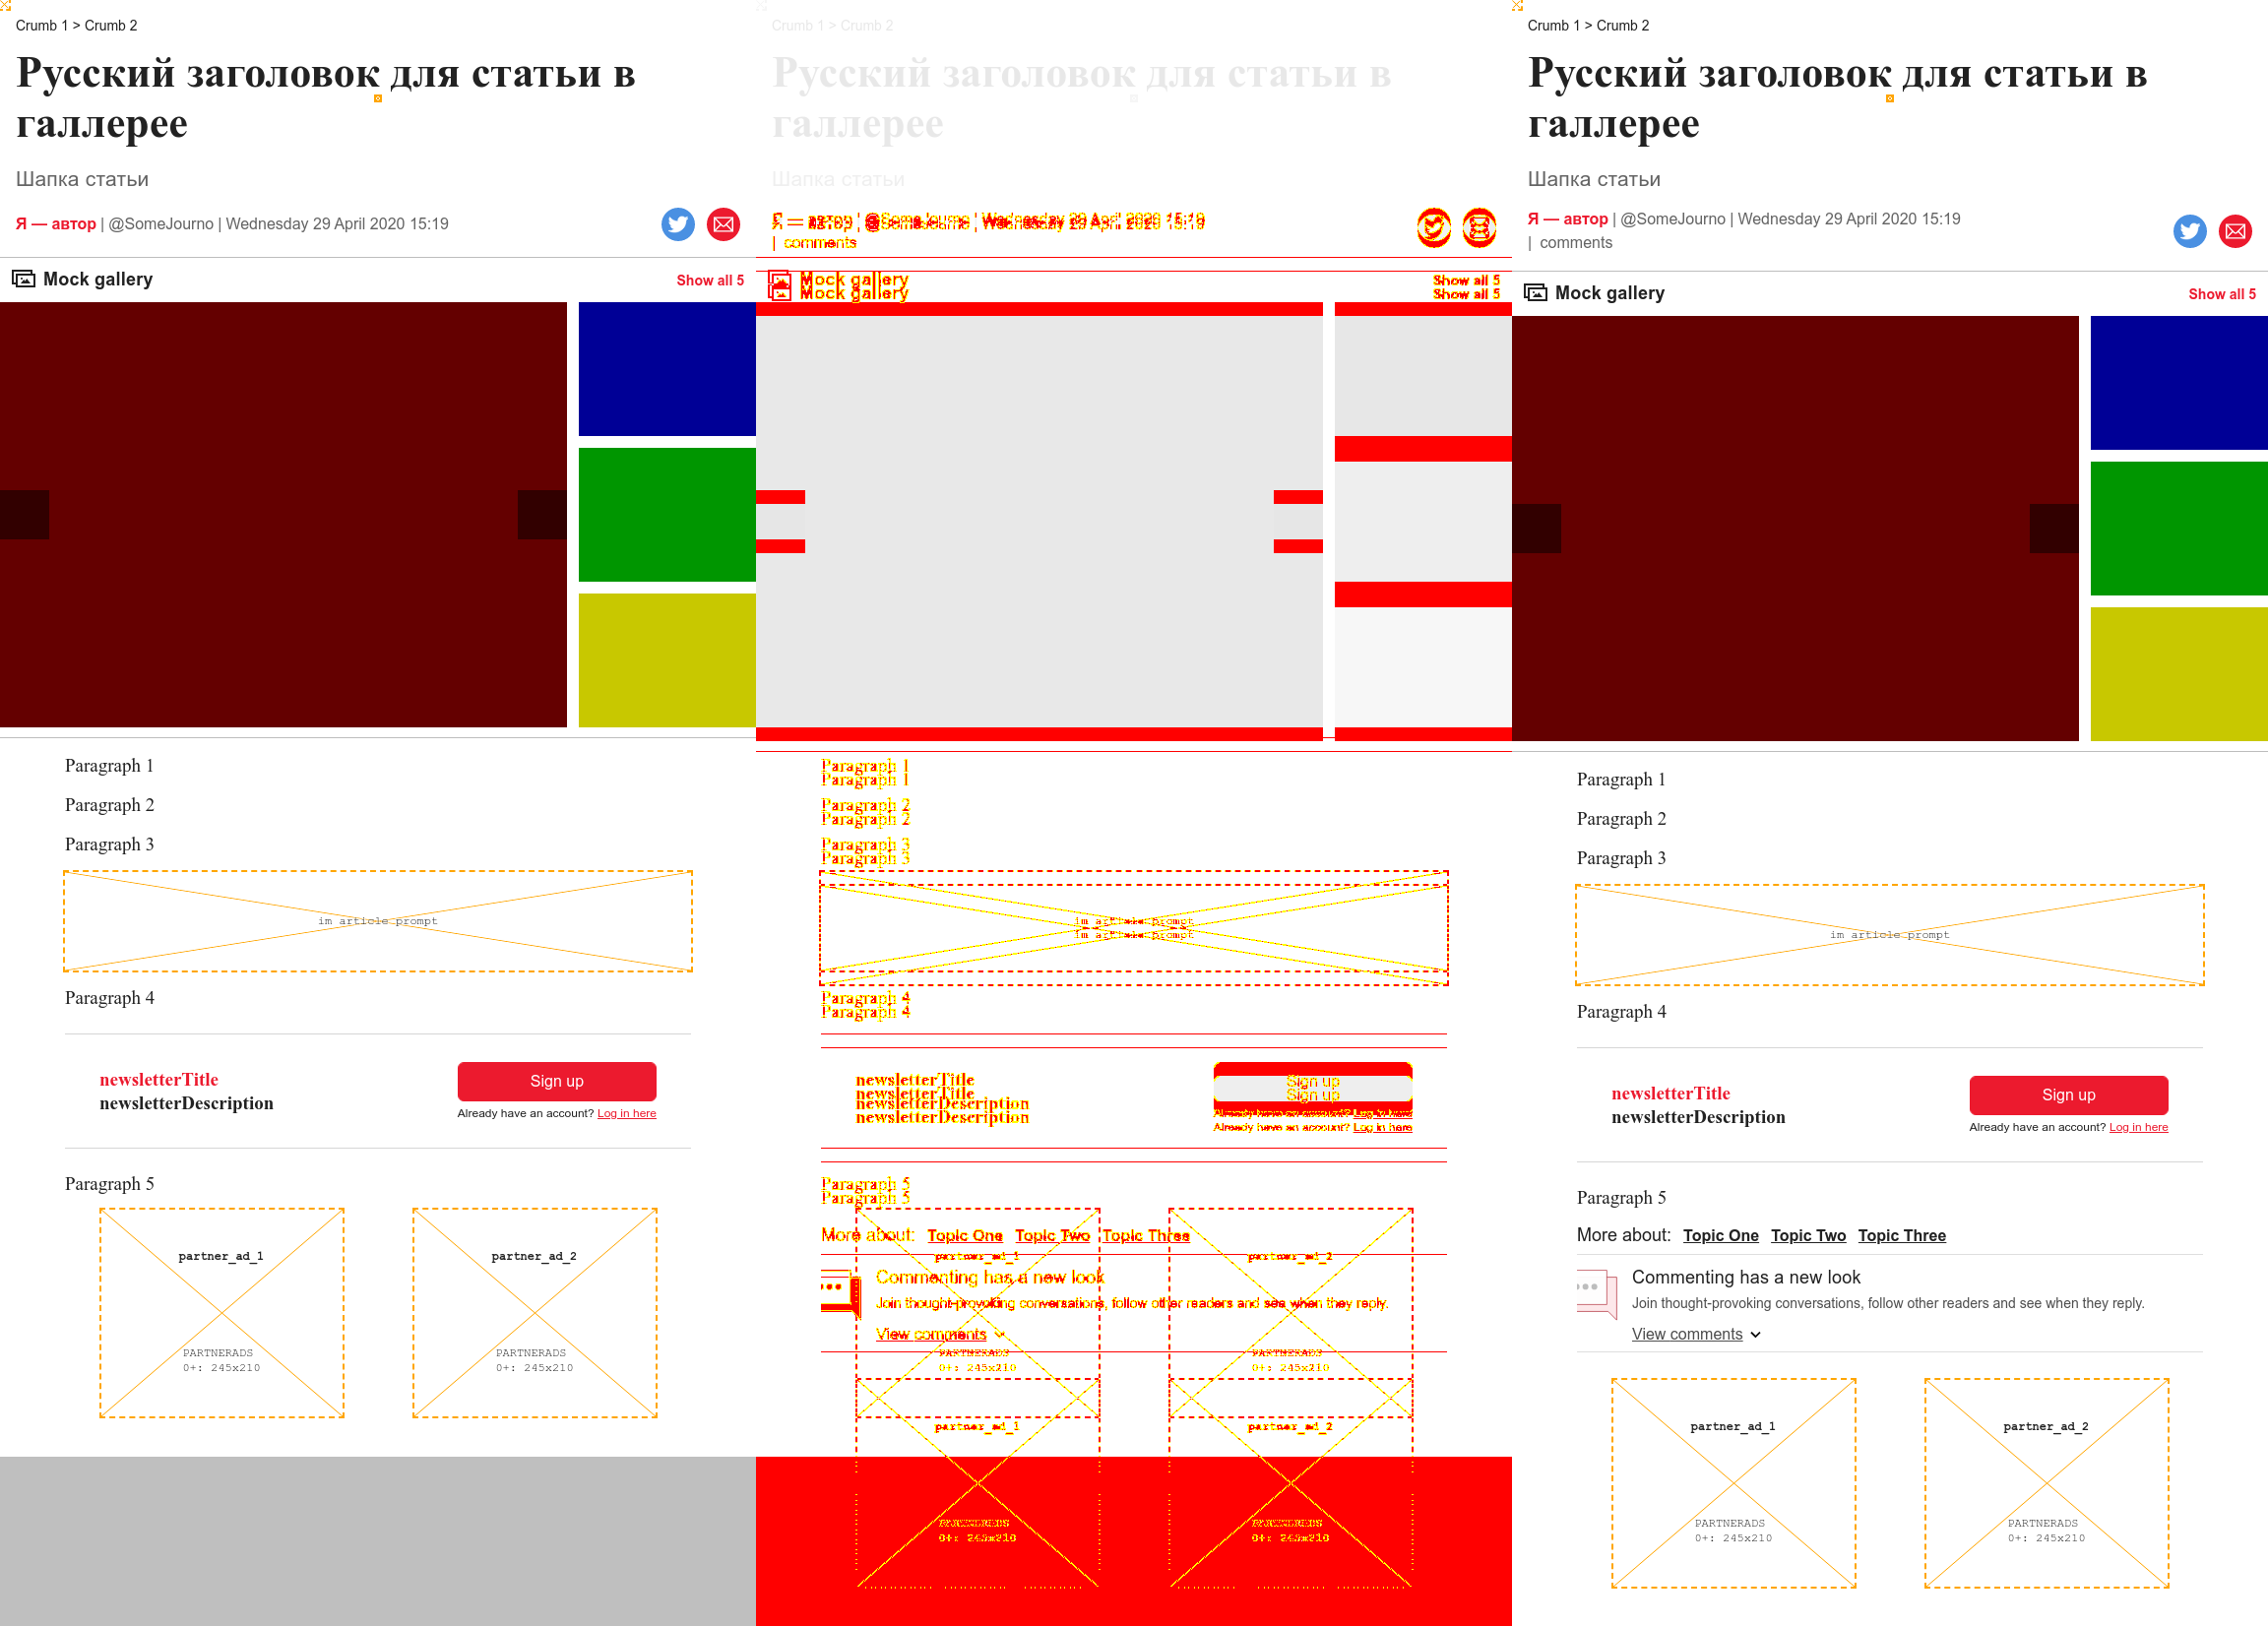 Crumb 1 > Crumb 2
Русский заголовок для статьи в
галлерее
Шапка статьи
Я — автор | @SomeJourno | Wednesday 29 April 2020 15:19
Mock gallery
Show all 5
Paragraph 1
Paragraph 2
Paragraph 3
im article prompt
Paragraph 4
newsletterTitle
newsletterDescription
Sign up
Already have an account? Log in here
Paragraph 5
partner_ad_1
PARTNERADS
0+: 245x210
partner_ad_2
PARTNERADS
0+: 245x210
Crumb 1 > Crumb 2
Русский заголовок для статьи в
галлерее
Шапка статьи
Я — автор | @SomeJourno | Wednesday 29 April 2020 15:19
| comments
Mock gallery
Mock gallery
Show all 5
Show all 5
Paragraph 1
Paragraph 1
Paragraph 2
Paragraph 2
Paragraph 3
Paragraph 3
im article prompt
im article prompt
Paragraph 4
Paragraph 4
newsletterTitle
newsletterTitle
newsletterDescription
newsletterDescription
Sign up
Sign up
Already have an account? Log in here
Already have an account? Log in here
Paragraph 5
Paragraph 5
More about: Topic One Topic Two Topic Three
partner_ad_1
partner_ad_2
Commenting has a new look
Join thought-provoking conversations, follow other readers and see when they reply.
View comments
PARTNERADS
0+: 245x210
PARTNERADS
0+: 245x210
partner_ad_1
partner_ad_2
PARTNERADS
0+: 245x210
PARTNERADS
0+: 245x210
Crumb 1 > Crumb 2
Русский заголовок для статьи в
галлерее
Шапка статьи
Я — автор | @SomeJourno | Wednesday 29 April 2020 15:19
| comments
Mock gallery
Show all 5
Paragraph 1
Paragraph 2
Paragraph 3
im article prompt
Paragraph 4
newsletterTitle
newsletterDescription
Sign up
Already have an account? Log in here
Paragraph 5
More about: Topic One Topic Two Topic Three
Commenting has a new look
Join thought-provoking conversations, follow other readers and see when they reply.
View comments
partner_ad_1
PARTNERADS
0+: 245x210
partner_ad_2
PARTNERADS
0+: 245x210